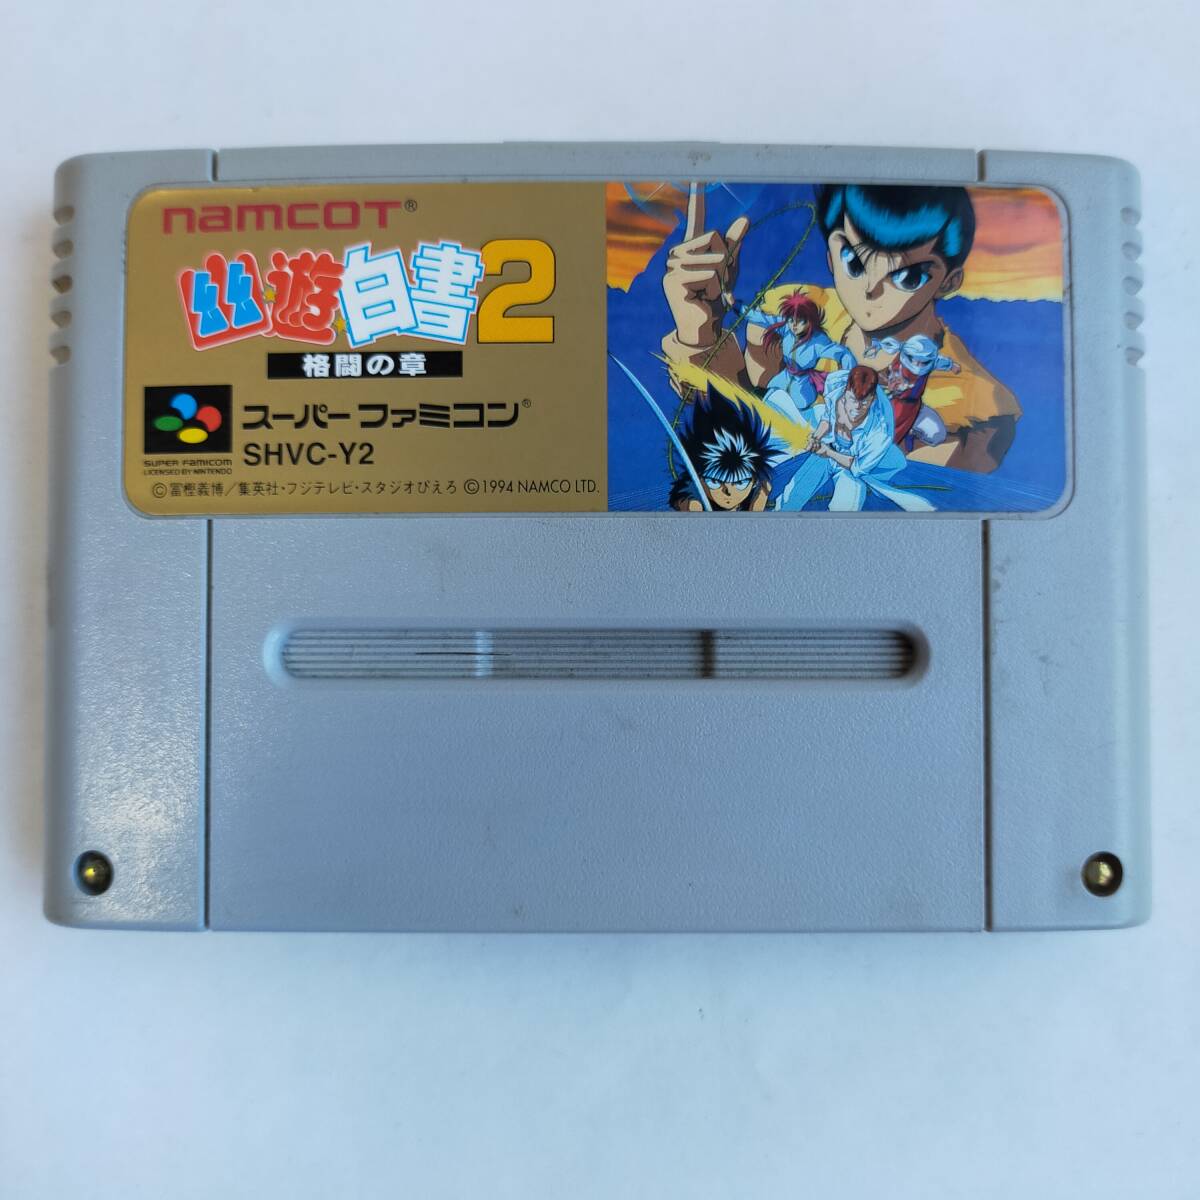 namcoT®
幽☆遊☆白書2
格闘の章
スーパーファミコン®
SUPER FAMICOM
LICENSED BY NINTENDO
SHVC-Y2
©冨樫義博／集英社・フジテレビ・スタジオぴえろ ©1994 NAMCO LTD.